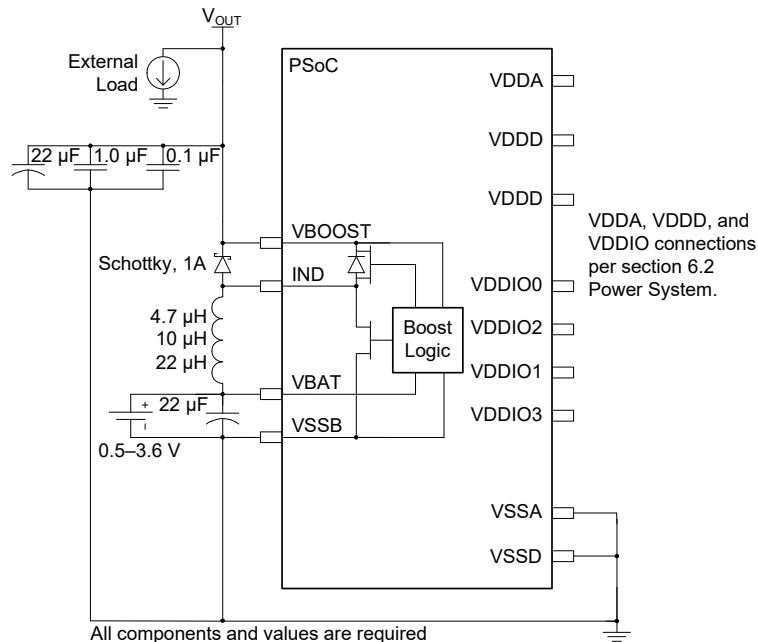 VOUT
External
Load
PSoC
VDDA
VDDD
22 µF 1.0 µF 0.1 µF
VDDD
VDDA, VDDD, and
VDDIO connections
per section 6.2
Power System.
VBOOST
Schottky, 1A
IND
VDDIO0
4.7 µH
10 µH
22 µH
Boost
Logic
VDDIO2
VDDIO1
VBAT
+
22 µF
VDDIO3
VSSB
0.5–3.6 V
VSSA
VSSD
All components and values are required